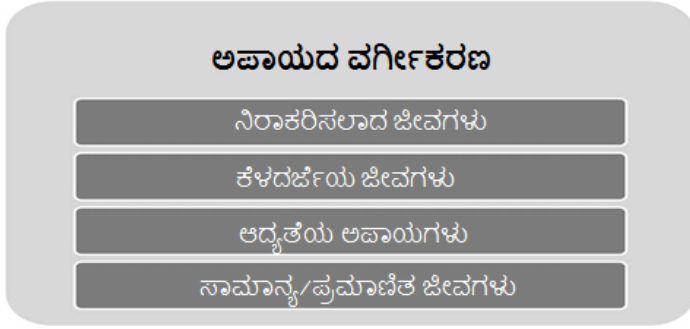 ಅಪಾಯದ ವರ್ಗೀಕರಣ
ನಿರಾಕರಿಸಲಾದ ಜೀವಗಳು
ಕೆಳದರ್ಜೆಯ ಜೀವಗಳು
ಆದ್ಯತೆಯ ಅಪಾಯಗಳು
ಸಾಮಾನ್ಯ/ಪ್ರಮಾಣಿತ ಜೀವಗಳು